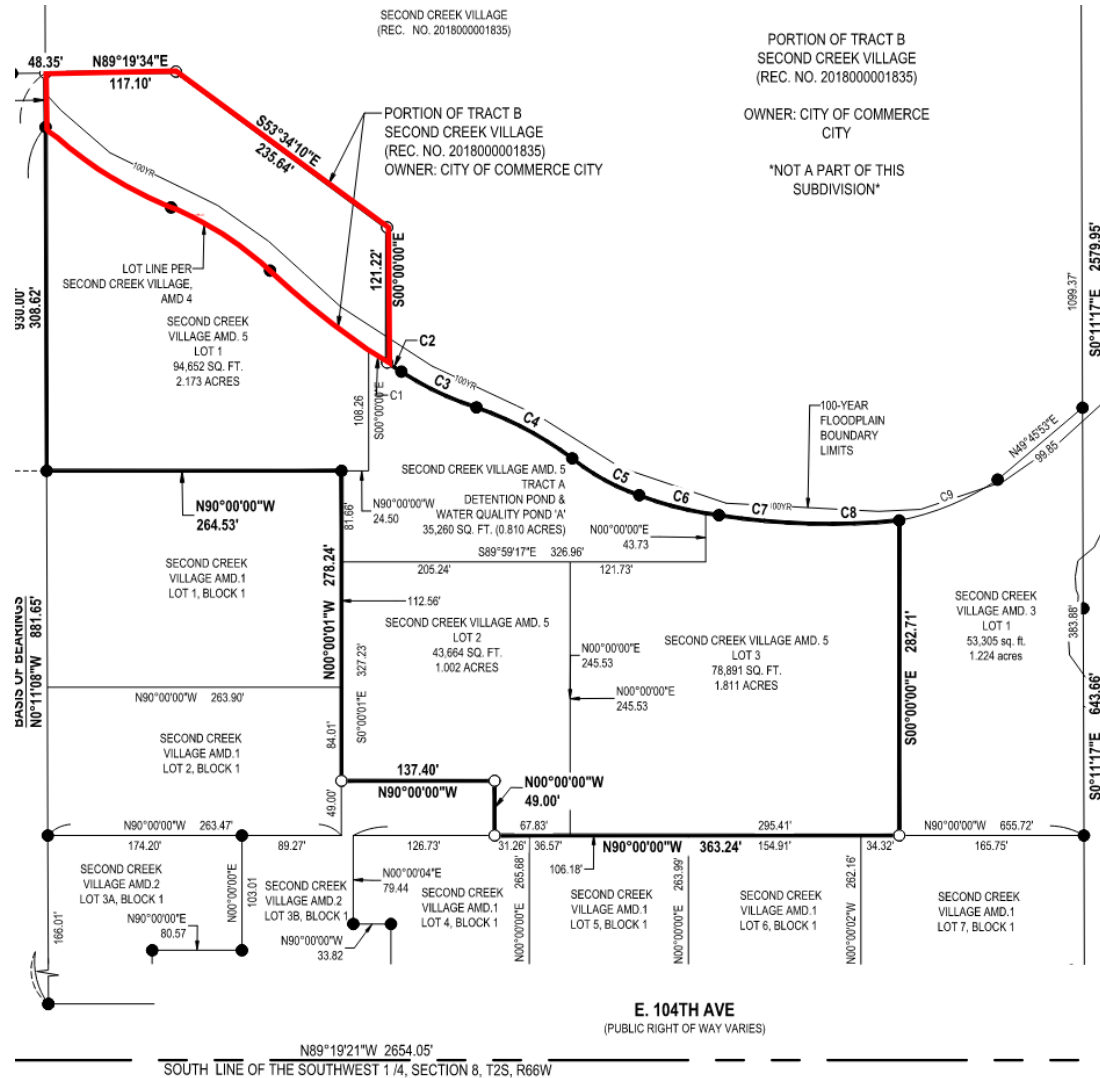 SECOND CREEK VILLAGE
(REC. NO. 2018000001835)
PORTION OF TRACT B
SECOND CREEK VILLAGE
(REC. NO. 2018000001835)
OWNER: CITY OF COMMERCE
CITY
*NOT A PART OF THIS
SUBDIVISION*
48.35'
N89°19'34"E
117.10'
S53°34'10"E
235.64'
PORTION OF TRACT B
SECOND CREEK VILLAGE
(REC. NO. 2018000001835)
OWNER: CITY OF COMMERCE CITY
100YR
121.22'
S00°00'00"E
LOT LINE PER
SECOND CREEK VILLAGE,
AMD 4
930.00'
308.62'
SECOND CREEK
VILLAGE AMD. 5
LOT 1
94,652 SQ. FT.
2.173 ACRES
C2
C1
108.26
S00°00'00"E
C3
100YR
C4
C5
C6
C7
100YR
C8
C9
100-YEAR
FLOODPLAIN
BOUNDARY
LIMITS
N49°45'53"E
99.85
1099.37
S0°11'17"E 2579.95'
N90°00'00"W
264.53'
N90°00'00"W
24.50
81.66'
SECOND CREEK VILLAGE AMD. 5
TRACT A
DETENTION POND &
WATER QUALITY POND 'A'
35,260 SQ. FT. (0.810 ACRES)
N00°00'00"E
43.73
S89°59'17"E 326.96'
205.24'
121.73'
112.56'
SECOND CREEK
VILLAGE AMD.1
LOT 1, BLOCK 1
N00°00'01"W 278.24'
S0°00'01"E 327.23'
SECOND CREEK VILLAGE AMD. 5
LOT 2
43,664 SQ. FT.
1.002 ACRES
N00°00'00"E
245.53
N00°00'00"E
245.53
SECOND CREEK VILLAGE AMD. 5
LOT 3
78,891 SQ. FT.
1.811 ACRES
S00°00'00"E 282.71'
SECOND CREEK
VILLAGE AMD. 3
LOT 1
53,305 sq. ft.
1.224 acres
383.88'
S0°11'17"E 643.66'
BASIS OF BEARINGS
N0°11'08"W 881.65'
N90°00'00"W 263.90'
SECOND CREEK
VILLAGE AMD.1
LOT 2, BLOCK 1
84.01'
49.00'
137.40'
N90°00'00"W
N00°00'00"W
49.00'
N90°00'00"W 263.47'
174.20'
89.27'
126.73'
31.26'
36.57'
67.83'
N90°00'00"W 363.24'
106.18'
295.41'
154.91'
34.32'
N90°00'00"W 655.72'
165.75'
166.01'
SECOND CREEK
VILLAGE AMD.2
LOT 3A, BLOCK 1
N90°00'00"E
80.57
N00°00'00"E
103.01
SECOND CREEK
VILLAGE AMD.2
LOT 3B, BLOCK 1
N00°00'04"E
79.44
N90°00'00"W
33.82
SECOND CREEK
VILLAGE AMD.1
LOT 4, BLOCK 1
N00°00'00"E 265.68'
SECOND CREEK
VILLAGE AMD.1
LOT 5, BLOCK 1
N00°00'00"E 263.99'
SECOND CREEK
VILLAGE AMD.1
LOT 6, BLOCK 1
N00°00'02"W 262.16'
SECOND CREEK
VILLAGE AMD.1
LOT 7, BLOCK 1
E. 104TH AVE
(PUBLIC RIGHT OF WAY VARIES)
N89°19'21"W 2654.05'
SOUTH LINE OF THE SOUTHWEST 1 /4, SECTION 8, T2S, R66W